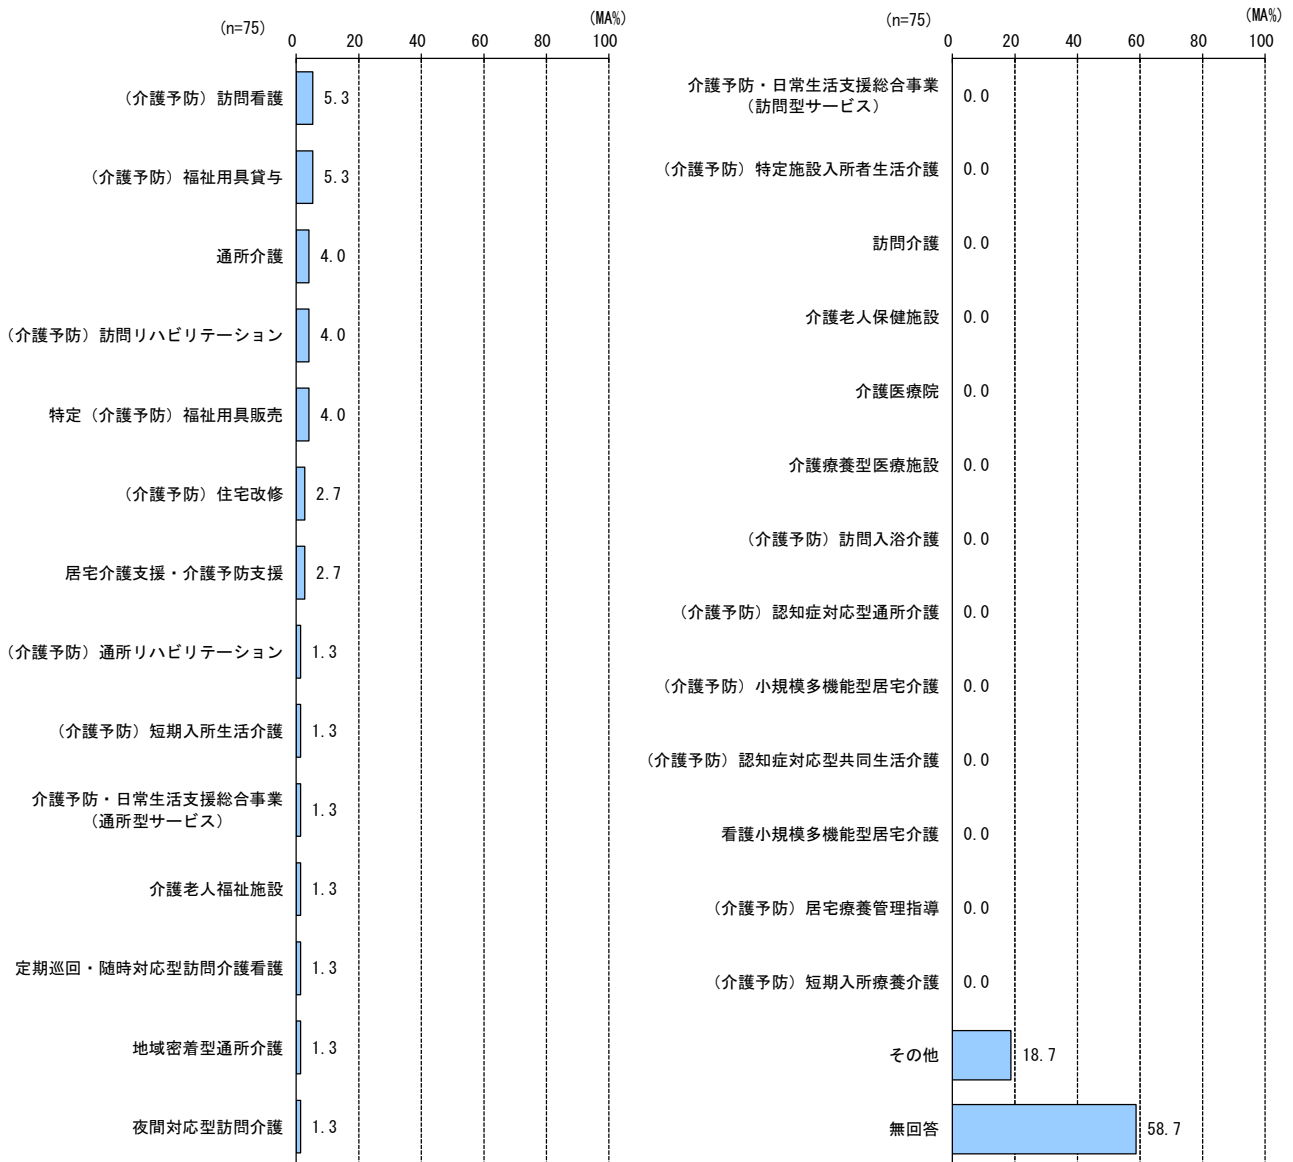 (n=75)
(MA%)
0 20 40 60 80 100
（介護予防）訪問看護 5.3
（介護予防）福祉用具貸与 5.3
通所介護 4.0
（介護予防）訪問リハビリテーション 4.0
特定（介護予防）福祉用具販売 4.0
（介護予防）住宅改修 2.7
居宅介護支援・介護予防支援 2.7
（介護予防）通所リハビリテーション 1.3
（介護予防）短期入所生活介護 1.3
介護予防・日常生活支援総合事業
（通所型サービス） 1.3
介護老人福祉施設 1.3
定期巡回・随時対応型訪問介護看護 1.3
地域密着型通所介護 1.3
夜間対応型訪問介護 1.3
(n=75)
(MA%)
0 20 40 60 80 100
介護予防・日常生活支援総合事業
（訪問型サービス） 0.0
（介護予防）特定施設入所者生活介護 0.0
訪問介護 0.0
介護老人保健施設 0.0
介護医療院 0.0
介護療養型医療施設 0.0
（介護予防）訪問入浴介護 0.0
（介護予防）認知症対応型通所介護 0.0
（介護予防）小規模多機能型居宅介護 0.0
（介護予防）認知症対応型共同生活介護 0.0
看護小規模多機能型居宅介護 0.0
（介護予防）居宅療養管理指導 0.0
（介護予防）短期入所療養介護 0.0
その他 18.7
無回答 58.7